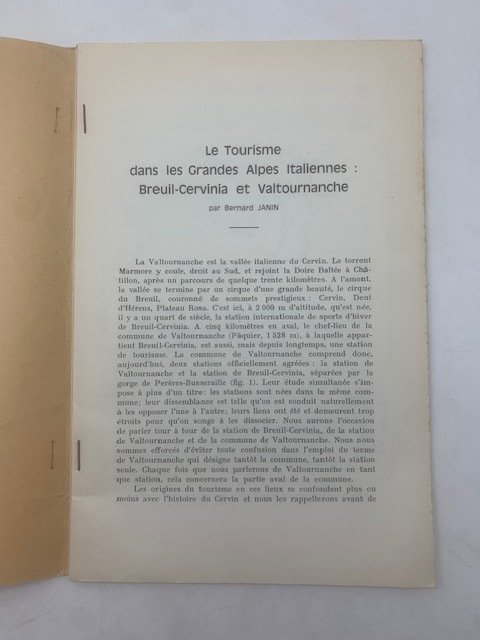 Le Tourisme
dans les Grandes Alpes Italiennes :
Breuil-Cervinia et Valtournanche
par Bernard JANIN
La Valtournanche est la vallée italienne du Cervin. Le torrent
Marmore y coule, droit au Sud, et rejoint la Doire Baltée à Châ-
tillon, après un parcours de quelque trente kilomètres. A l'amont,
la vallée se termine par un cirque d'une grande beauté, le cirque
du Breuil, couronné de sommets prestigieux : Cervin, Dent
d'Hérens, Plateau Rosa. C'est ici, à 2 000 m d'altitude, qu'est née,
il y a un quart de siècle, la station internationale de sports d'hiver
de Breuil-Cervinia. A cinq kilomètres en aval, le chef-lieu de la
commune de Valtournanche (Pâquier, 1 528 m), à laquelle appar-
tient Breuil-Cervinia, est aussi, mais depuis longtemps, une station
de tourisme. La commune de Valtournanche comprend donc,
aujourd'hui, deux stations officiellement agréées : la station de
Valtournanche et la station de Breuil-Cervinia, séparées par la
gorge de Perères-Busseraille (fig. 1). Leur étude simultanée s'im-
pose à plus d'un titre: les stations sont nées dans la même com-
mune; leur dissemblance est telle qu'on est conduit naturellement
à les opposer l'une à l'autre; leurs liens ont été et demeurent trop
étroits pour qu'on songe à les dissocier. Nous aurons l'occasion
de parler tour à tour de la station de Breuil-Cervinia, de la station
de Valtournanche et de la commune de Valtournanche. Nous nous
sommes efforcés d'éviter toute confusion dans l'emploi du terme
de Valtournanche qui désigne tantôt la commune, tantôt la station
seule. Chaque fois que nous parlerons de Valtournanche en tant
que station, cela concernera la partie aval de la commune.
Les origines du tourisme en ces lieux se confondent plus ou
moins avec l'histoire du Cervin et nous les rappellerons avant de